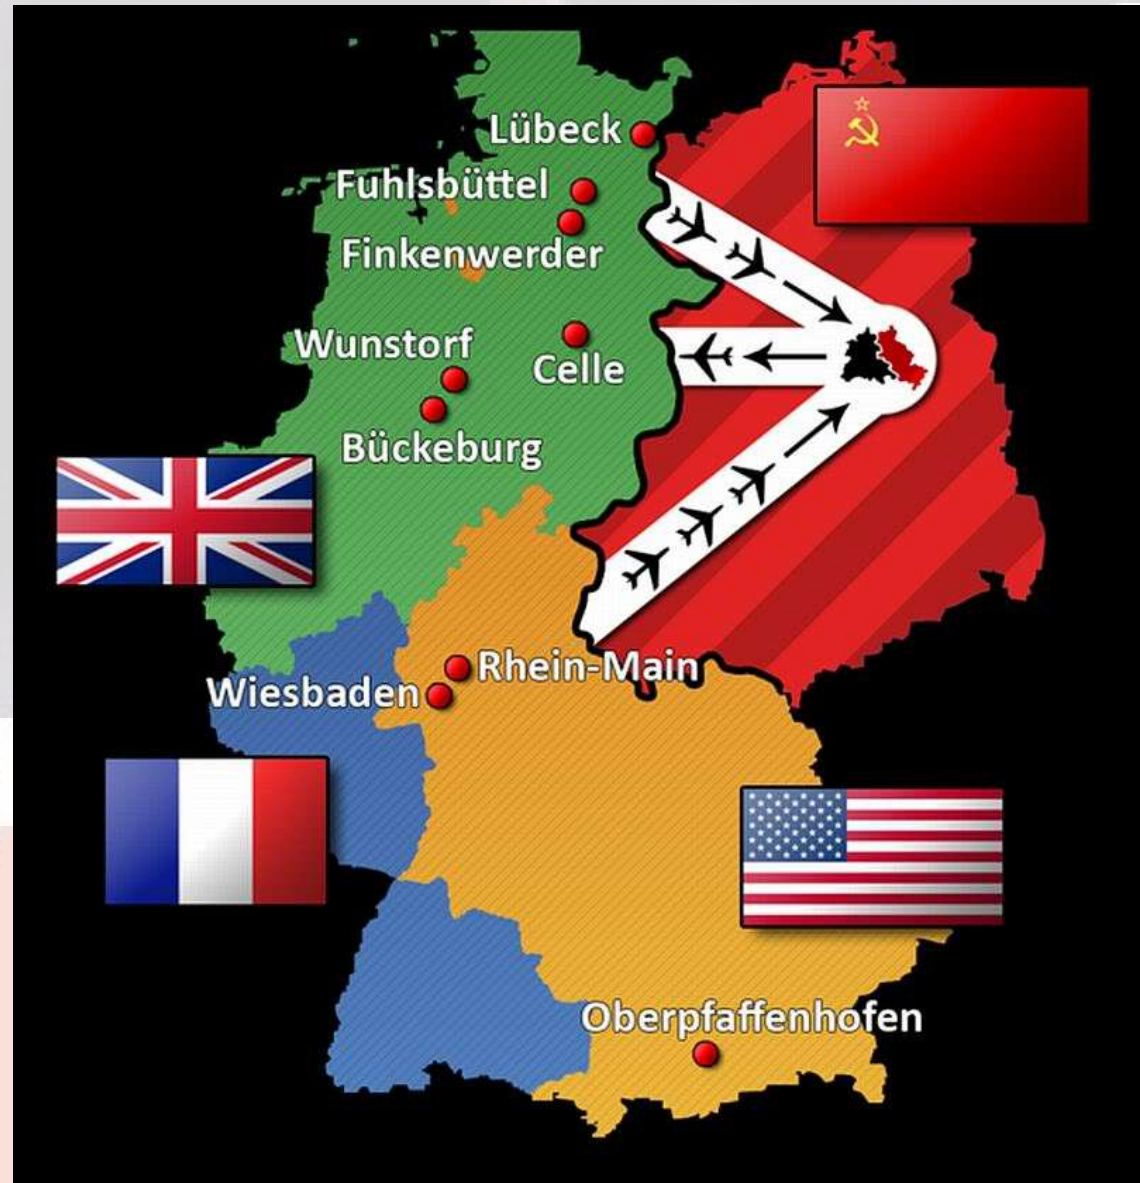 Lübeck
Fuhlsbüttel
Finkenwerder
Wunstorf
Celle
Bückeburg
Rhein-Main
Wiesbaden
Oberpfaffenhofen